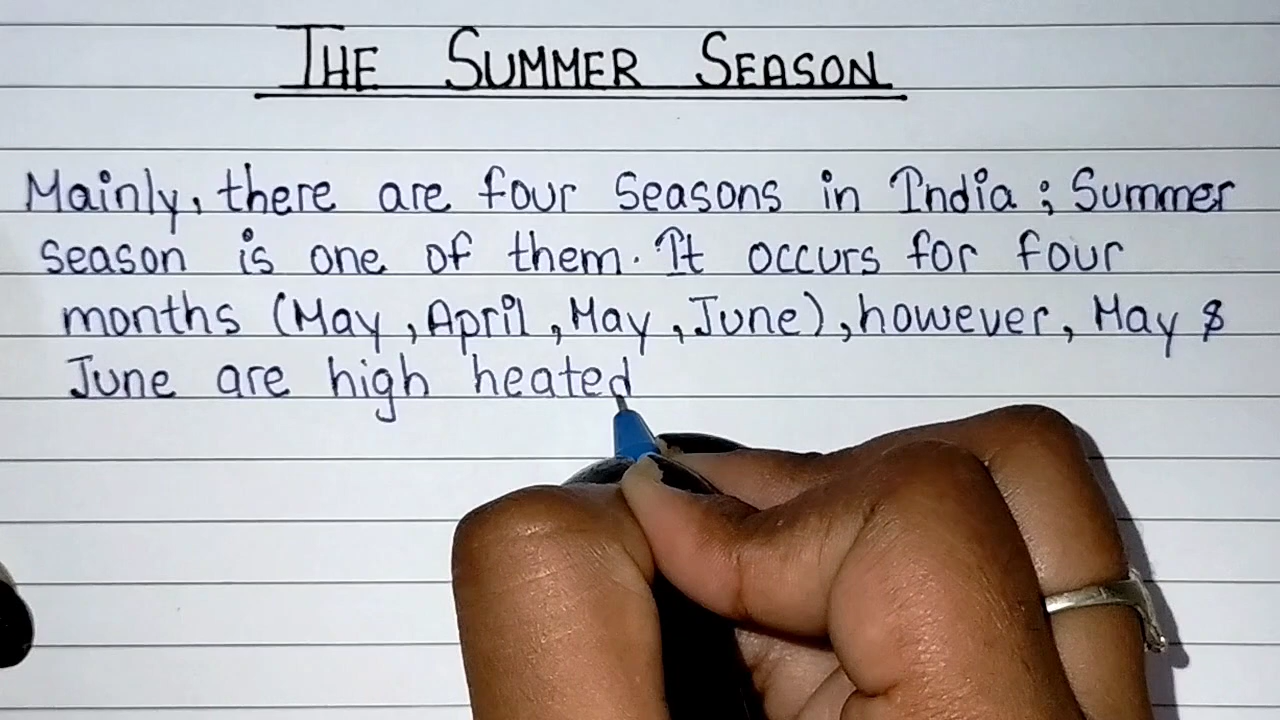 THE SUMMER SEASON
Mainly, there are four seasons in India; Summer
season is one of them. It occurs for four
months (May, April, May, June), however, May &
June are high heated